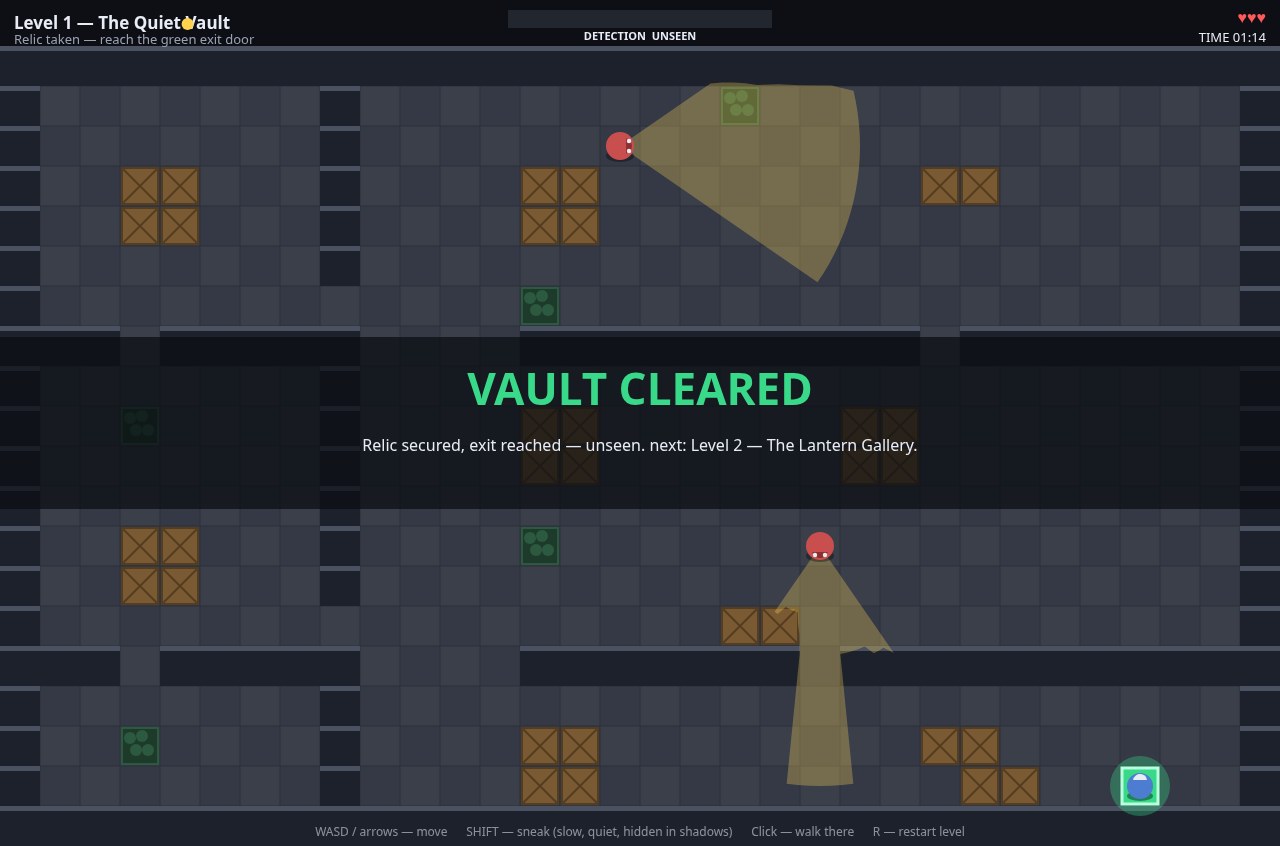 Level 1 — The Quiet Vault
Relic taken — reach the green exit door
DETECTION UNSEEN
♥♥♥
TIME 01:14
VAULT CLEARED
Relic secured, exit reached — unseen. next: Level 2 — The Lantern Gallery.
WASD / arrows — move SHIFT — sneak (slow, quiet, hidden in shadows) Click — walk there R — restart level